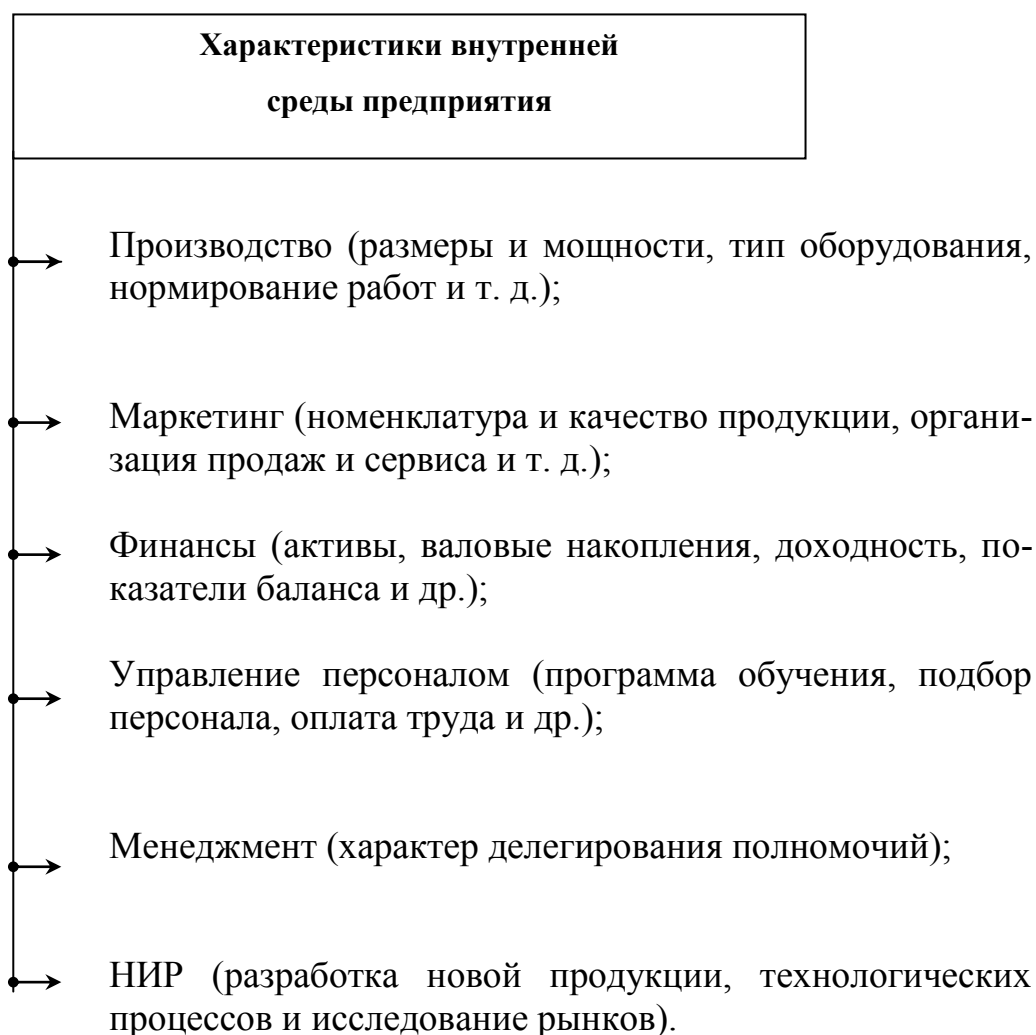 Характеристики внутренней
среды предприятия
Производство (размеры и мощности, тип оборудования,
нормирование работ и т. д.);
Маркетинг (номенклатура и качество продукции, органи-
зация продаж и сервиса и т. д.);
Финансы (активы, валовые накопления, доходность, по-
казатели баланса и др.);
Управление персоналом (программа обучения, подбор
персонала, оплата труда и др.);
Менеджмент (характер делегирования полномочий);
НИР (разработка новой продукции, технологических
процессов и исследование рынков).